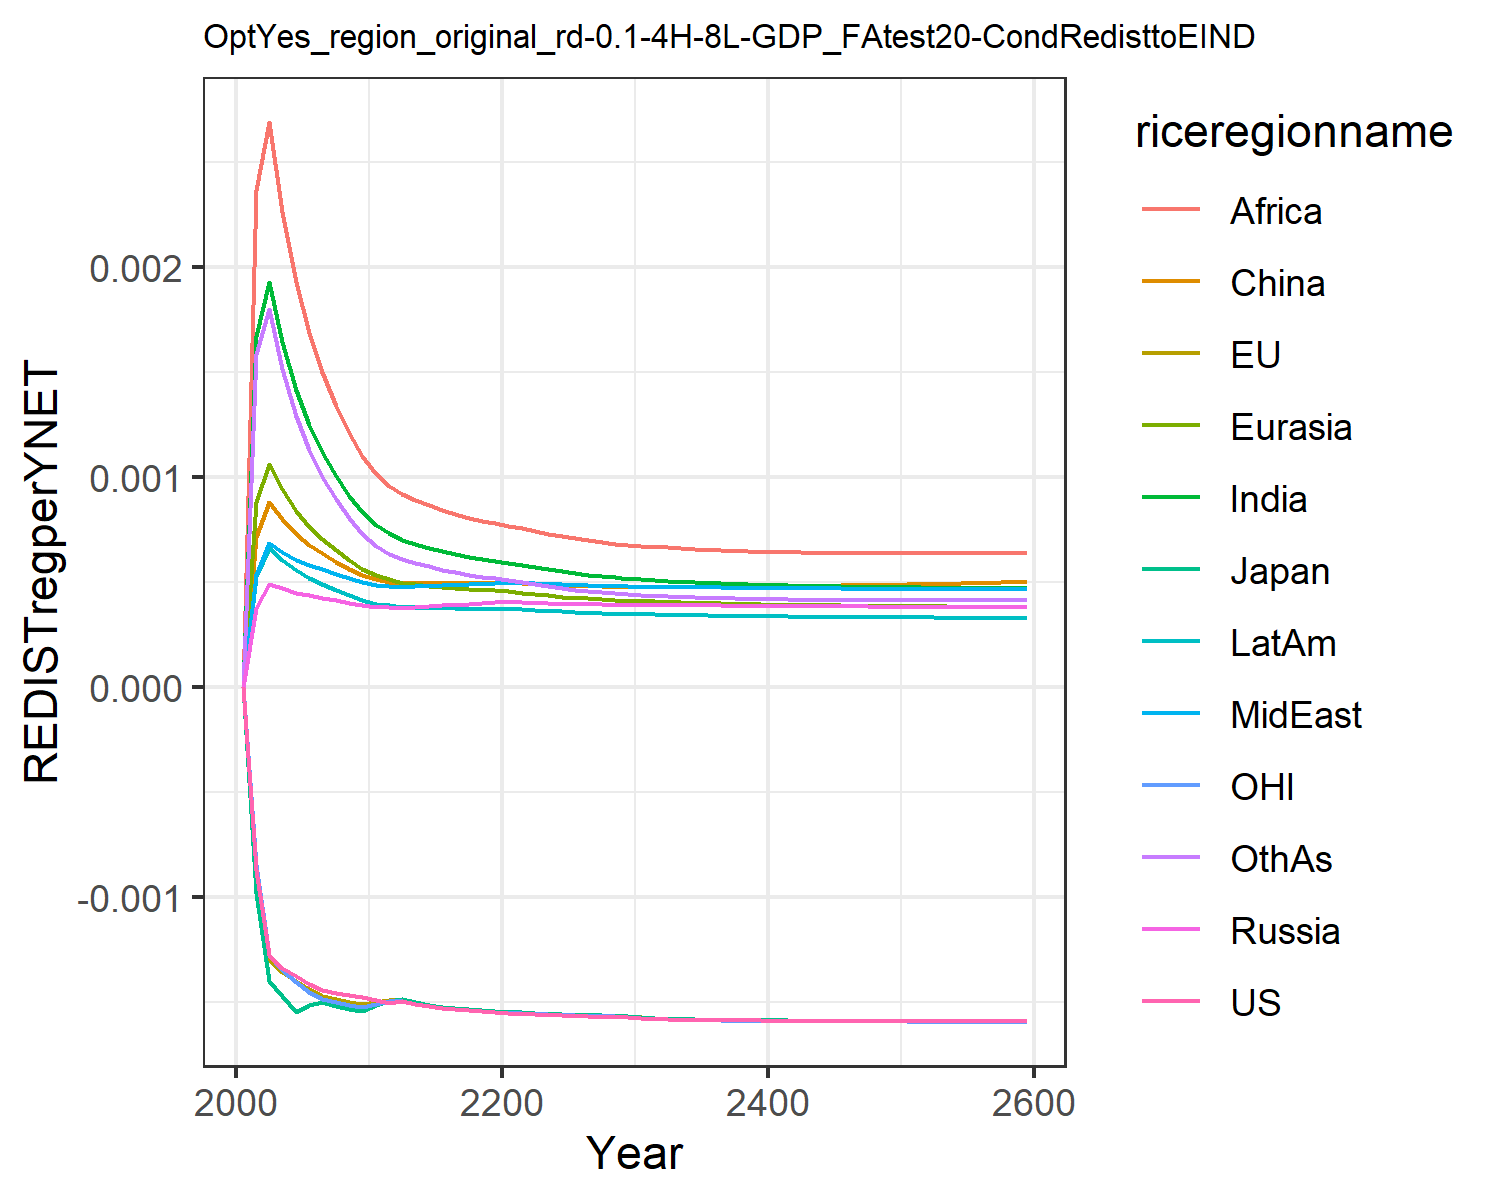 OptYes_region_original_rd-0.1-4H-8L-GDP_FAtest20-CondRedisttoEIND
REDISTregperYNET
0.002
0.001
0.000
-0.001
2000 2200 2400 2600
Year
riceregionname
Africa
China
EU
Eurasia
India
Japan
LatAm
MidEast
OHI
OthAs
Russia
US